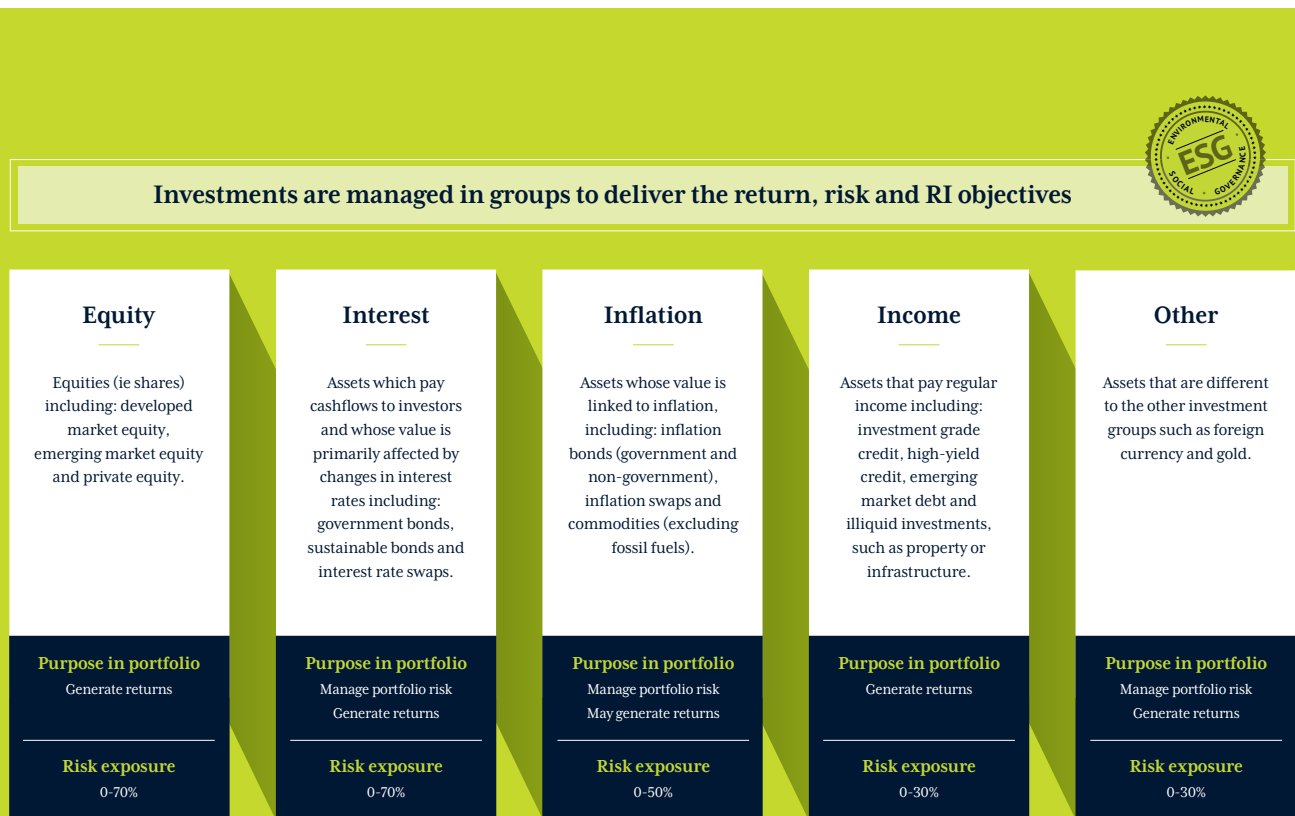 ENVIRONMENTAL
ESG
SOCIAL · GOVERNANCE
Investments are managed in groups to deliver the return, risk and RI objectives
Equity
Equities (ie shares)
including: developed
market equity,
emerging market equity
and private equity.
Purpose in portfolio
Generate returns
Risk exposure
0-70%
Interest
Assets which pay
cashflows to investors
and whose value is
primarily affected by
changes in interest
rates including:
government bonds,
sustainable bonds and
interest rate swaps.
Purpose in portfolio
Manage portfolio risk
Generate returns
Risk exposure
0-70%
Inflation
Assets whose value is
linked to inflation,
including: inflation
bonds (government and
non-government),
inflation swaps and
commodities (excluding
fossil fuels).
Purpose in portfolio
Manage portfolio risk
May generate returns
Risk exposure
0-50%
Income
Assets that pay regular
income including:
investment grade
credit, high-yield
credit, emerging
market debt and
illiquid investments,
such as property or
infrastructure.
Purpose in portfolio
Generate returns
Risk exposure
0-30%
Other
Assets that are different
to the other investment
groups such as foreign
currency and gold.
Purpose in portfolio
Manage portfolio risk
Generate returns
Risk exposure
0-30%